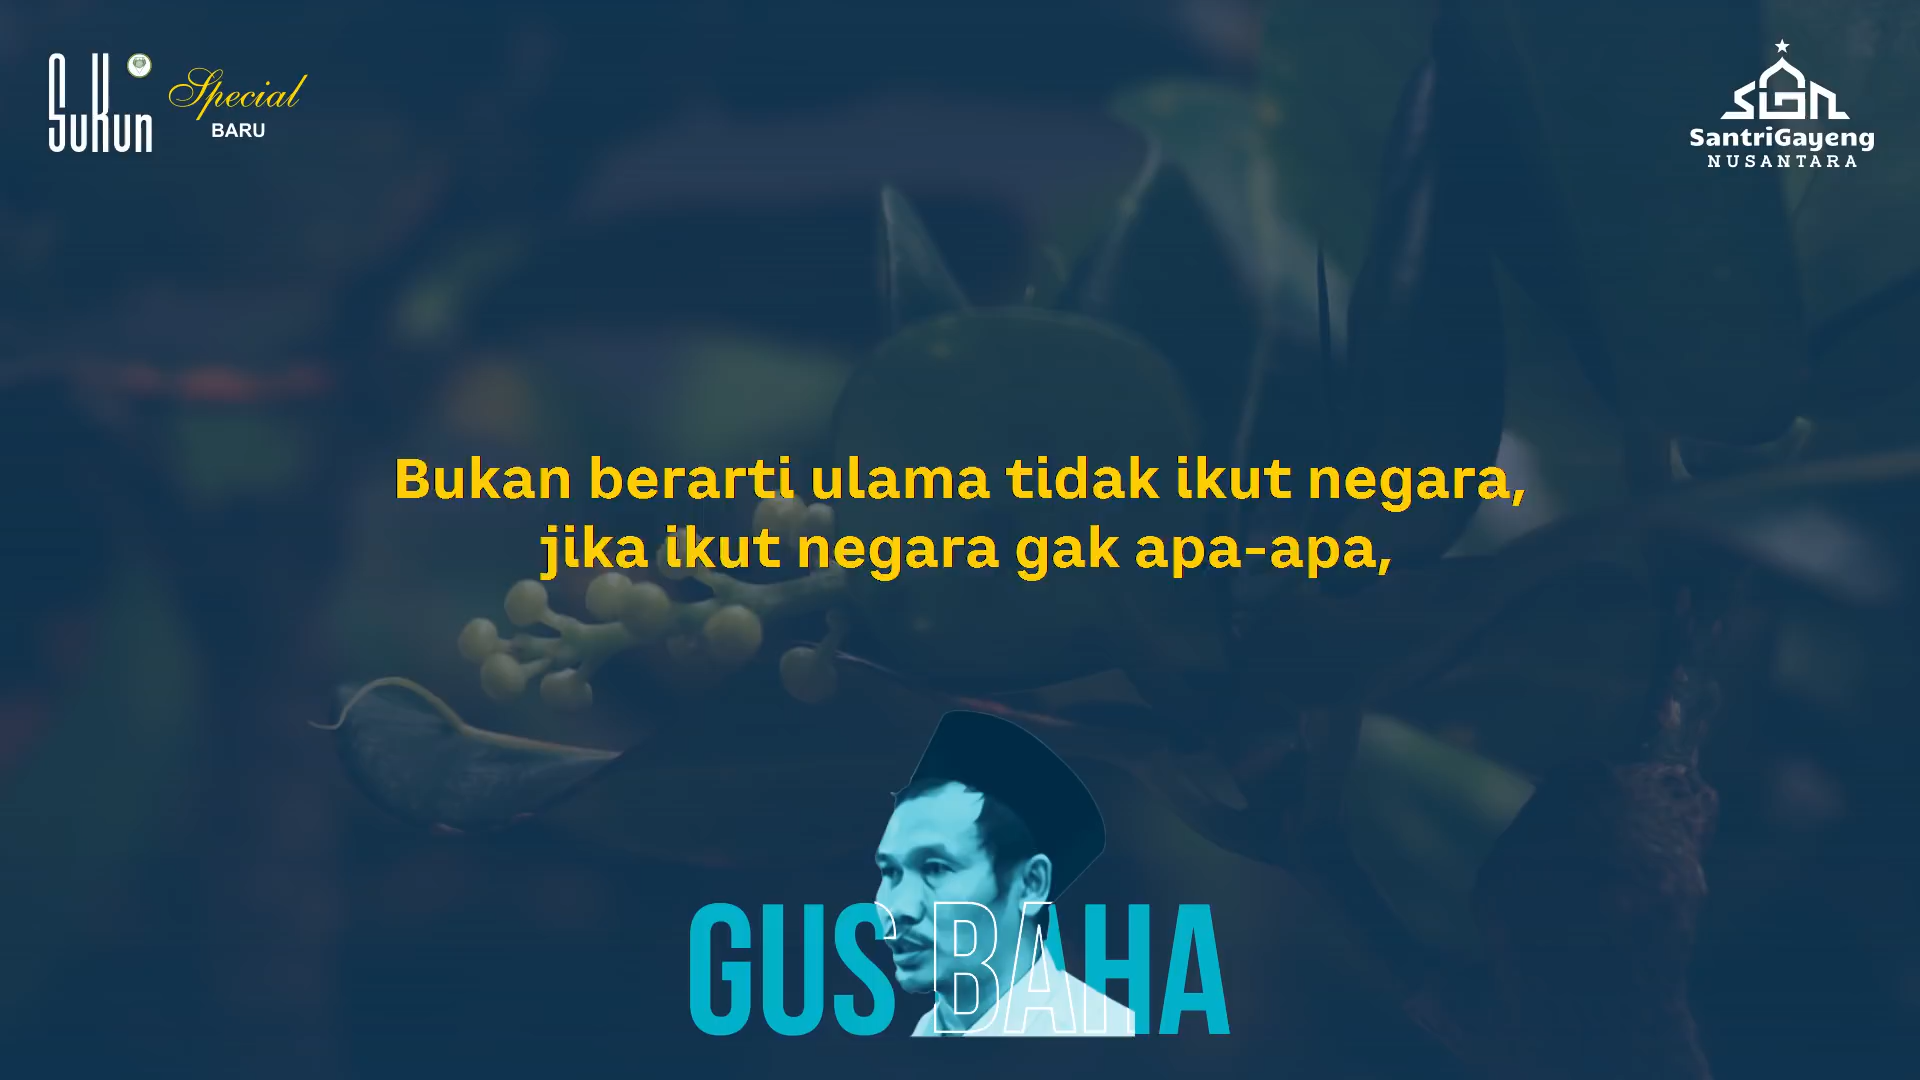 Sukun
Special
BARU
SIGN
SantriGayeng
NUSANTARA
Bukan berarti ulama tidak ikut negara,
jika ikut negara gak apa-apa,
GUS BAHA